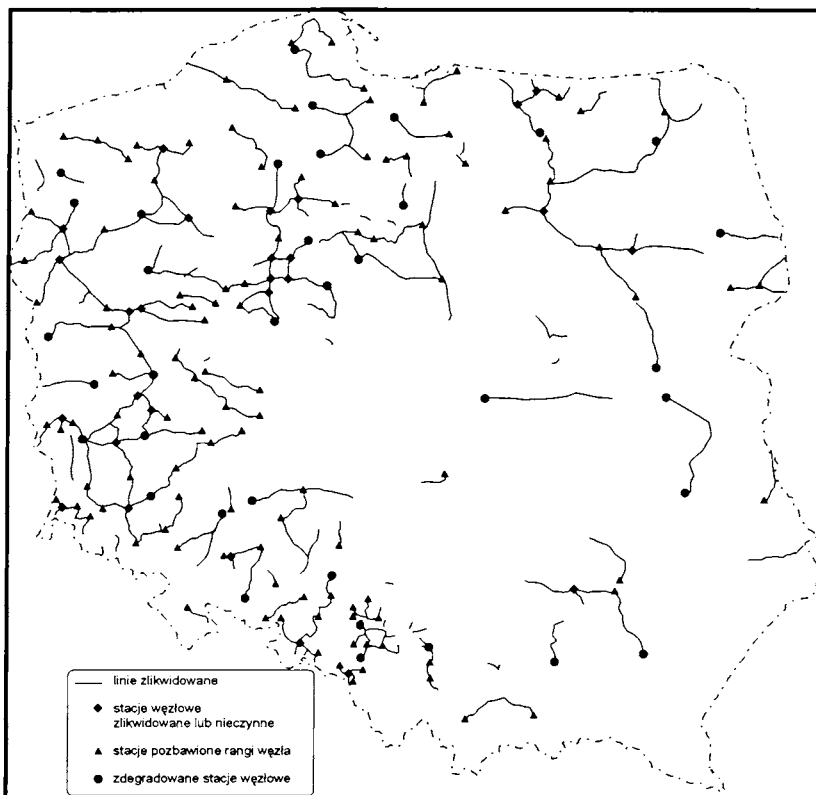 linie zlikwidowane
stacje węzłowe
zlikwidowane lub nieczynne
stacje pozbawione rangi węzła
zdegradowane stacje węzłowe